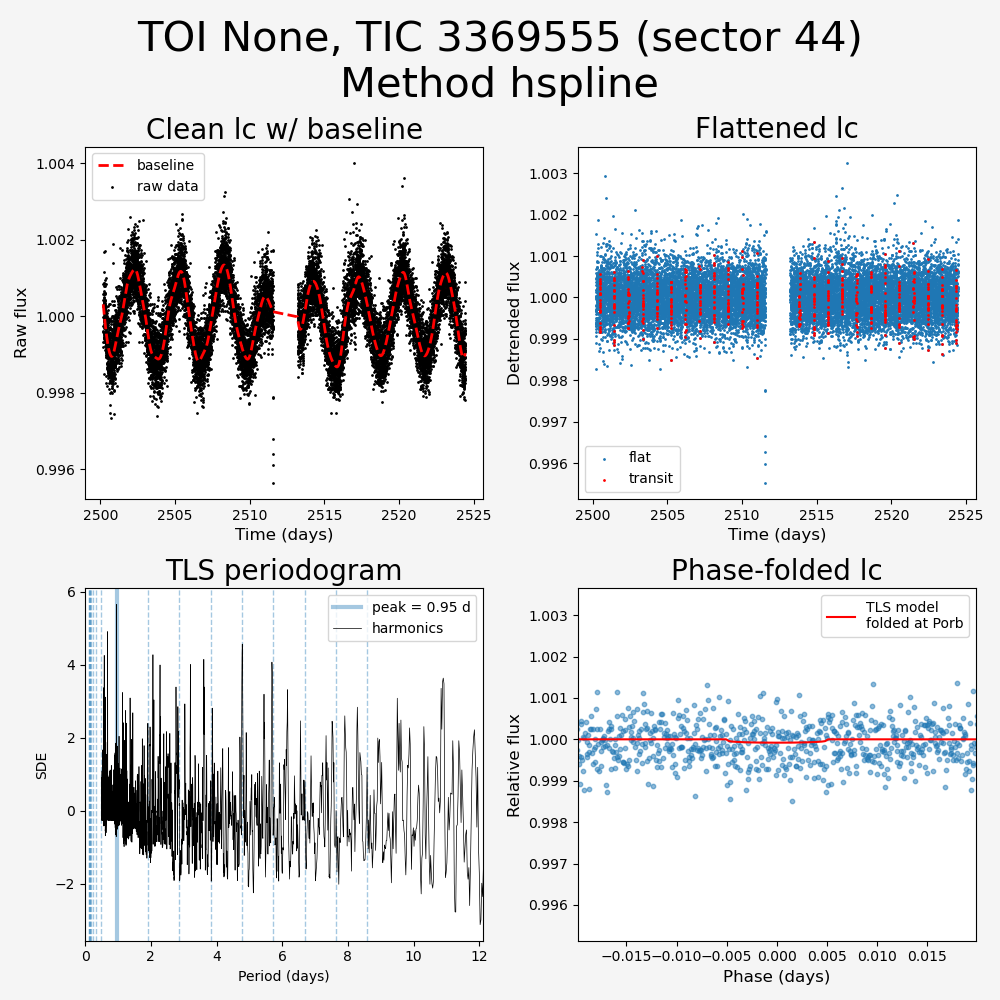 TOI None, TIC 3369555 (sector 44)
Method hspline
Clean lc w/ baseline
Raw flux
1.004
1.002
1.000
0.998
0.996
baseline
raw data
2500 2505 2510 2515 2520 2525
Time (days)
Flattened lc
Detrended flux
1.003
1.002
1.001
1.000
0.999
0.998
0.997
0.996
flat
transit
2500 2505 2510 2515 2520 2525
Time (days)
TLS periodogram
SDE
6
4
2
0
−2
peak = 0.95 d
harmonics
0 2 4 6 8 10 12
Period (days)
Phase-folded lc
Relative flux
1.003
1.002
1.001
1.000
0.999
0.998
0.997
0.996
TLS model
folded at Porb
−0.015 −0.010 −0.005 0.000 0.005 0.010 0.015
Phase (days)